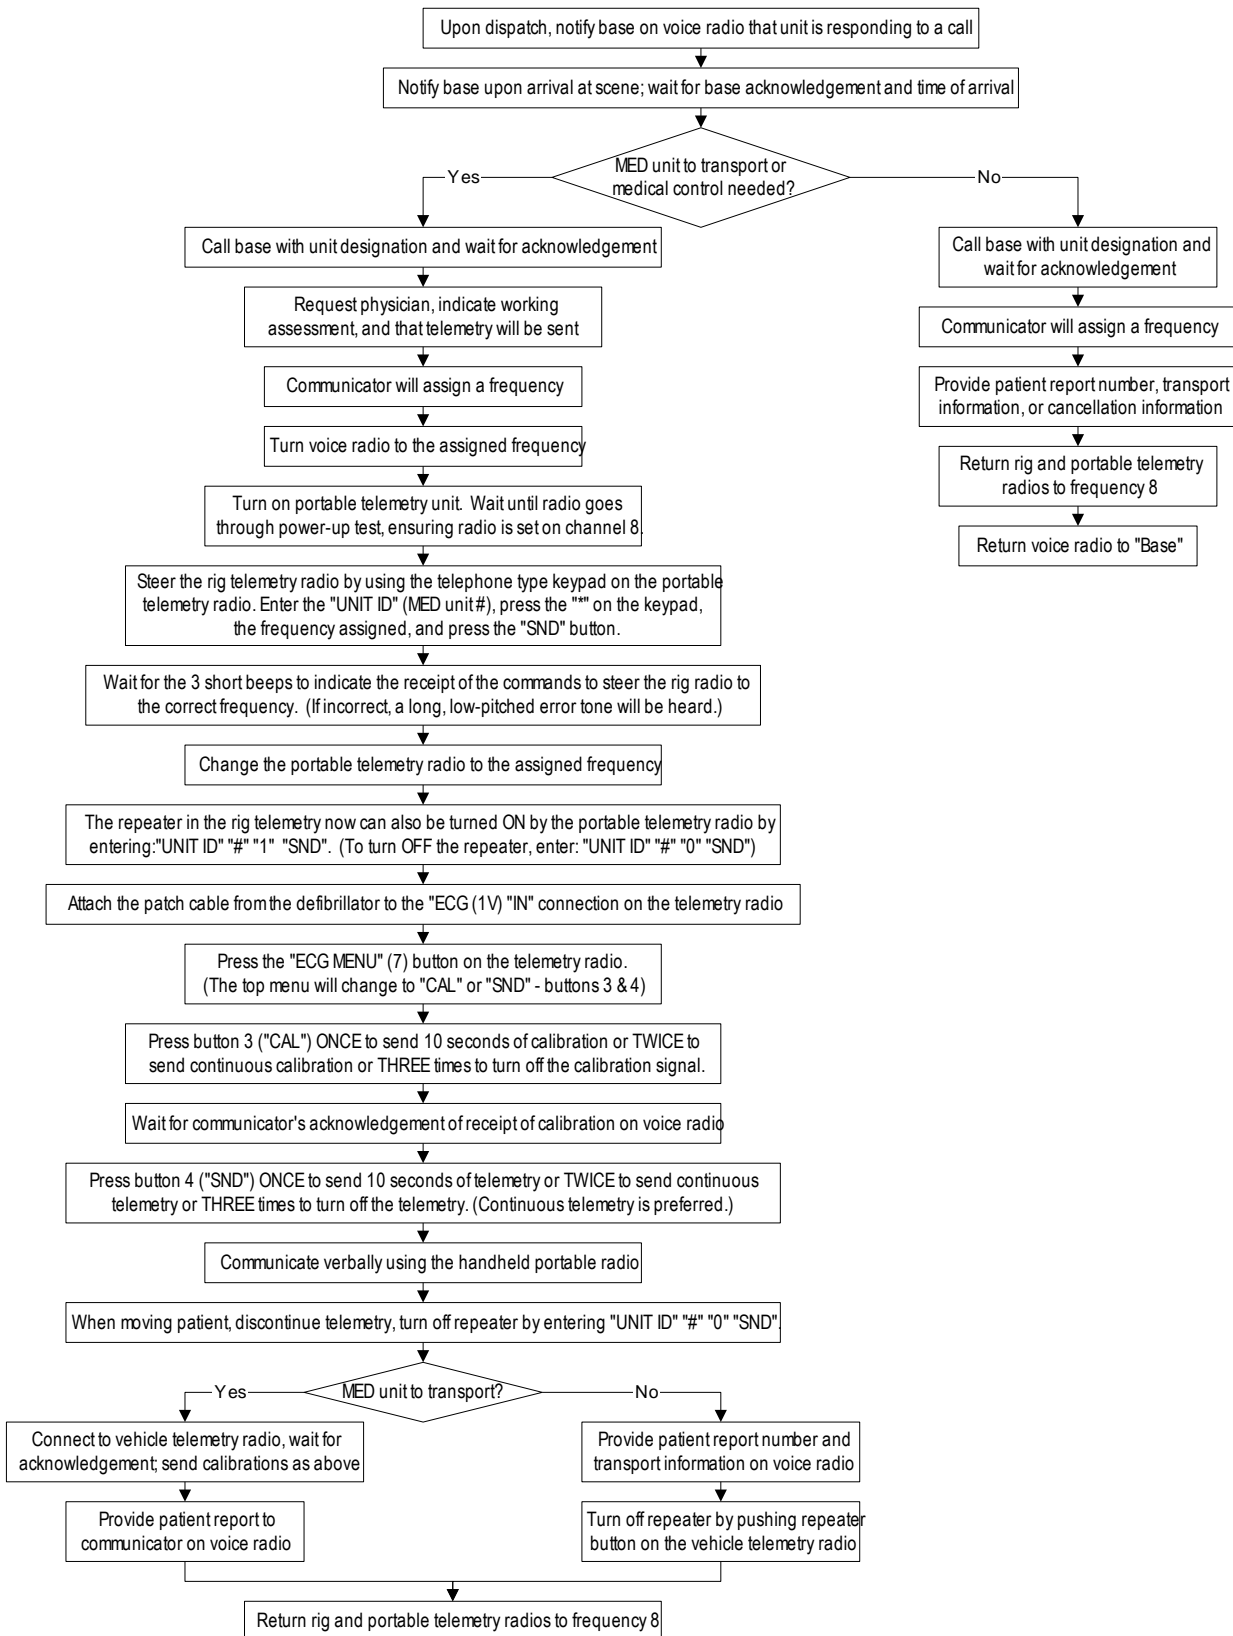 Upon dispatch, notify base on voice radio that unit is responding to a call
Notify base upon arrival at scene; wait for base acknowledgement and time of arrival
MED unit to transport or
medical control needed?
Yes
No
Call base with unit designation and wait for acknowledgement
Request physician, indicate working
assessment, and that telemetry will be sent
Communicator will assign a frequency
Turn voice radio to the assigned frequency
Turn on portable telemetry unit.  Wait until radio goes
through power-up test, ensuring radio is set on channel 8.
Steer the rig telemetry radio by using the telephone type keypad on the portable
telemetry radio. Enter the "UNIT ID" (MED unit #), press the "*" on the keypad,
the frequency assigned, and press the "SND" button.
Wait for the 3 short beeps to indicate the receipt of the commands to steer the rig radio to
the correct frequency.  (If incorrect, a long, low-pitched error tone will be heard.)
Change the portable telemetry radio to the assigned frequency
The repeater in the rig telemetry now can also be turned ON by the portable telemetry radio by
entering:"UNIT ID" "#" "1"  "SND".  (To turn OFF the repeater, enter: "UNIT ID" "#" "0" "SND")
Attach the patch cable from the defibrillator to the "ECG (1V) "IN" connection on the telemetry radio
Press the "ECG MENU" (7) button on the telemetry radio.
(The top menu will change to "CAL" or "SND" - buttons 3 & 4)
Press button 3 ("CAL") ONCE to send 10 seconds of calibration or TWICE to
send continuous calibration or THREE times to turn off the calibration signal.
Wait for communicator's acknowledgement of receipt of calibration on voice radio
Press button 4 ("SND") ONCE to send 10 seconds of telemetry or TWICE to send continuous
telemetry or THREE times to turn off the telemetry. (Continuous telemetry is preferred.)
Communicate verbally using the handheld portable radio
When moving patient, discontinue telemetry, turn off repeater by entering "UNIT ID" "#" "0" "SND".
MED unit to transport?
Yes
No
Connect to vehicle telemetry radio, wait for
acknowledgement; send calibrations as above
Provide patient report to
communicator on voice radio
Provide patient report number and
transport information on voice radio
Turn off repeater by pushing repeater
button on the vehicle telemetry radio
Return rig and portable telemetry radios to frequency 8
Call base with unit designation and
wait for acknowledgement
Communicator will assign a frequency
Provide patient report number, transport
information, or cancellation information
Return rig and portable telemetry
radios to frequency 8
Return voice radio to "Base"